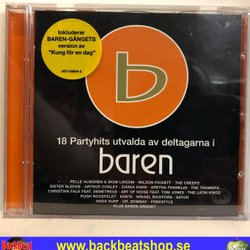 Inkluderar
BAREN-GÄNGETS
version av
"Kung för en dag"
b
18 Partyhits utvalda av deltagarna i
baren
PELLE ALMGREN & WOW LIKSOM · WILSON PICKETT · THE CREEPS
SISTER SLEDGE · ARTHUR CONLEY · CHAKA KHAN · ARETHA FRANKLIN · THE TRAMMPS
CHRISTIAN FALK FEAT. DEMETREUS · ART OF NOISE FEAT. TOM JONES · THE LATIN KINGS
PUGH ROGEFELDT · KENTA · MIKAEL RICKFORS · SATOR
NADA SURF · DR. BOMBAY · FREESTYLE
PLUS BAREN-GÄNGET
www.backbeatshop.se